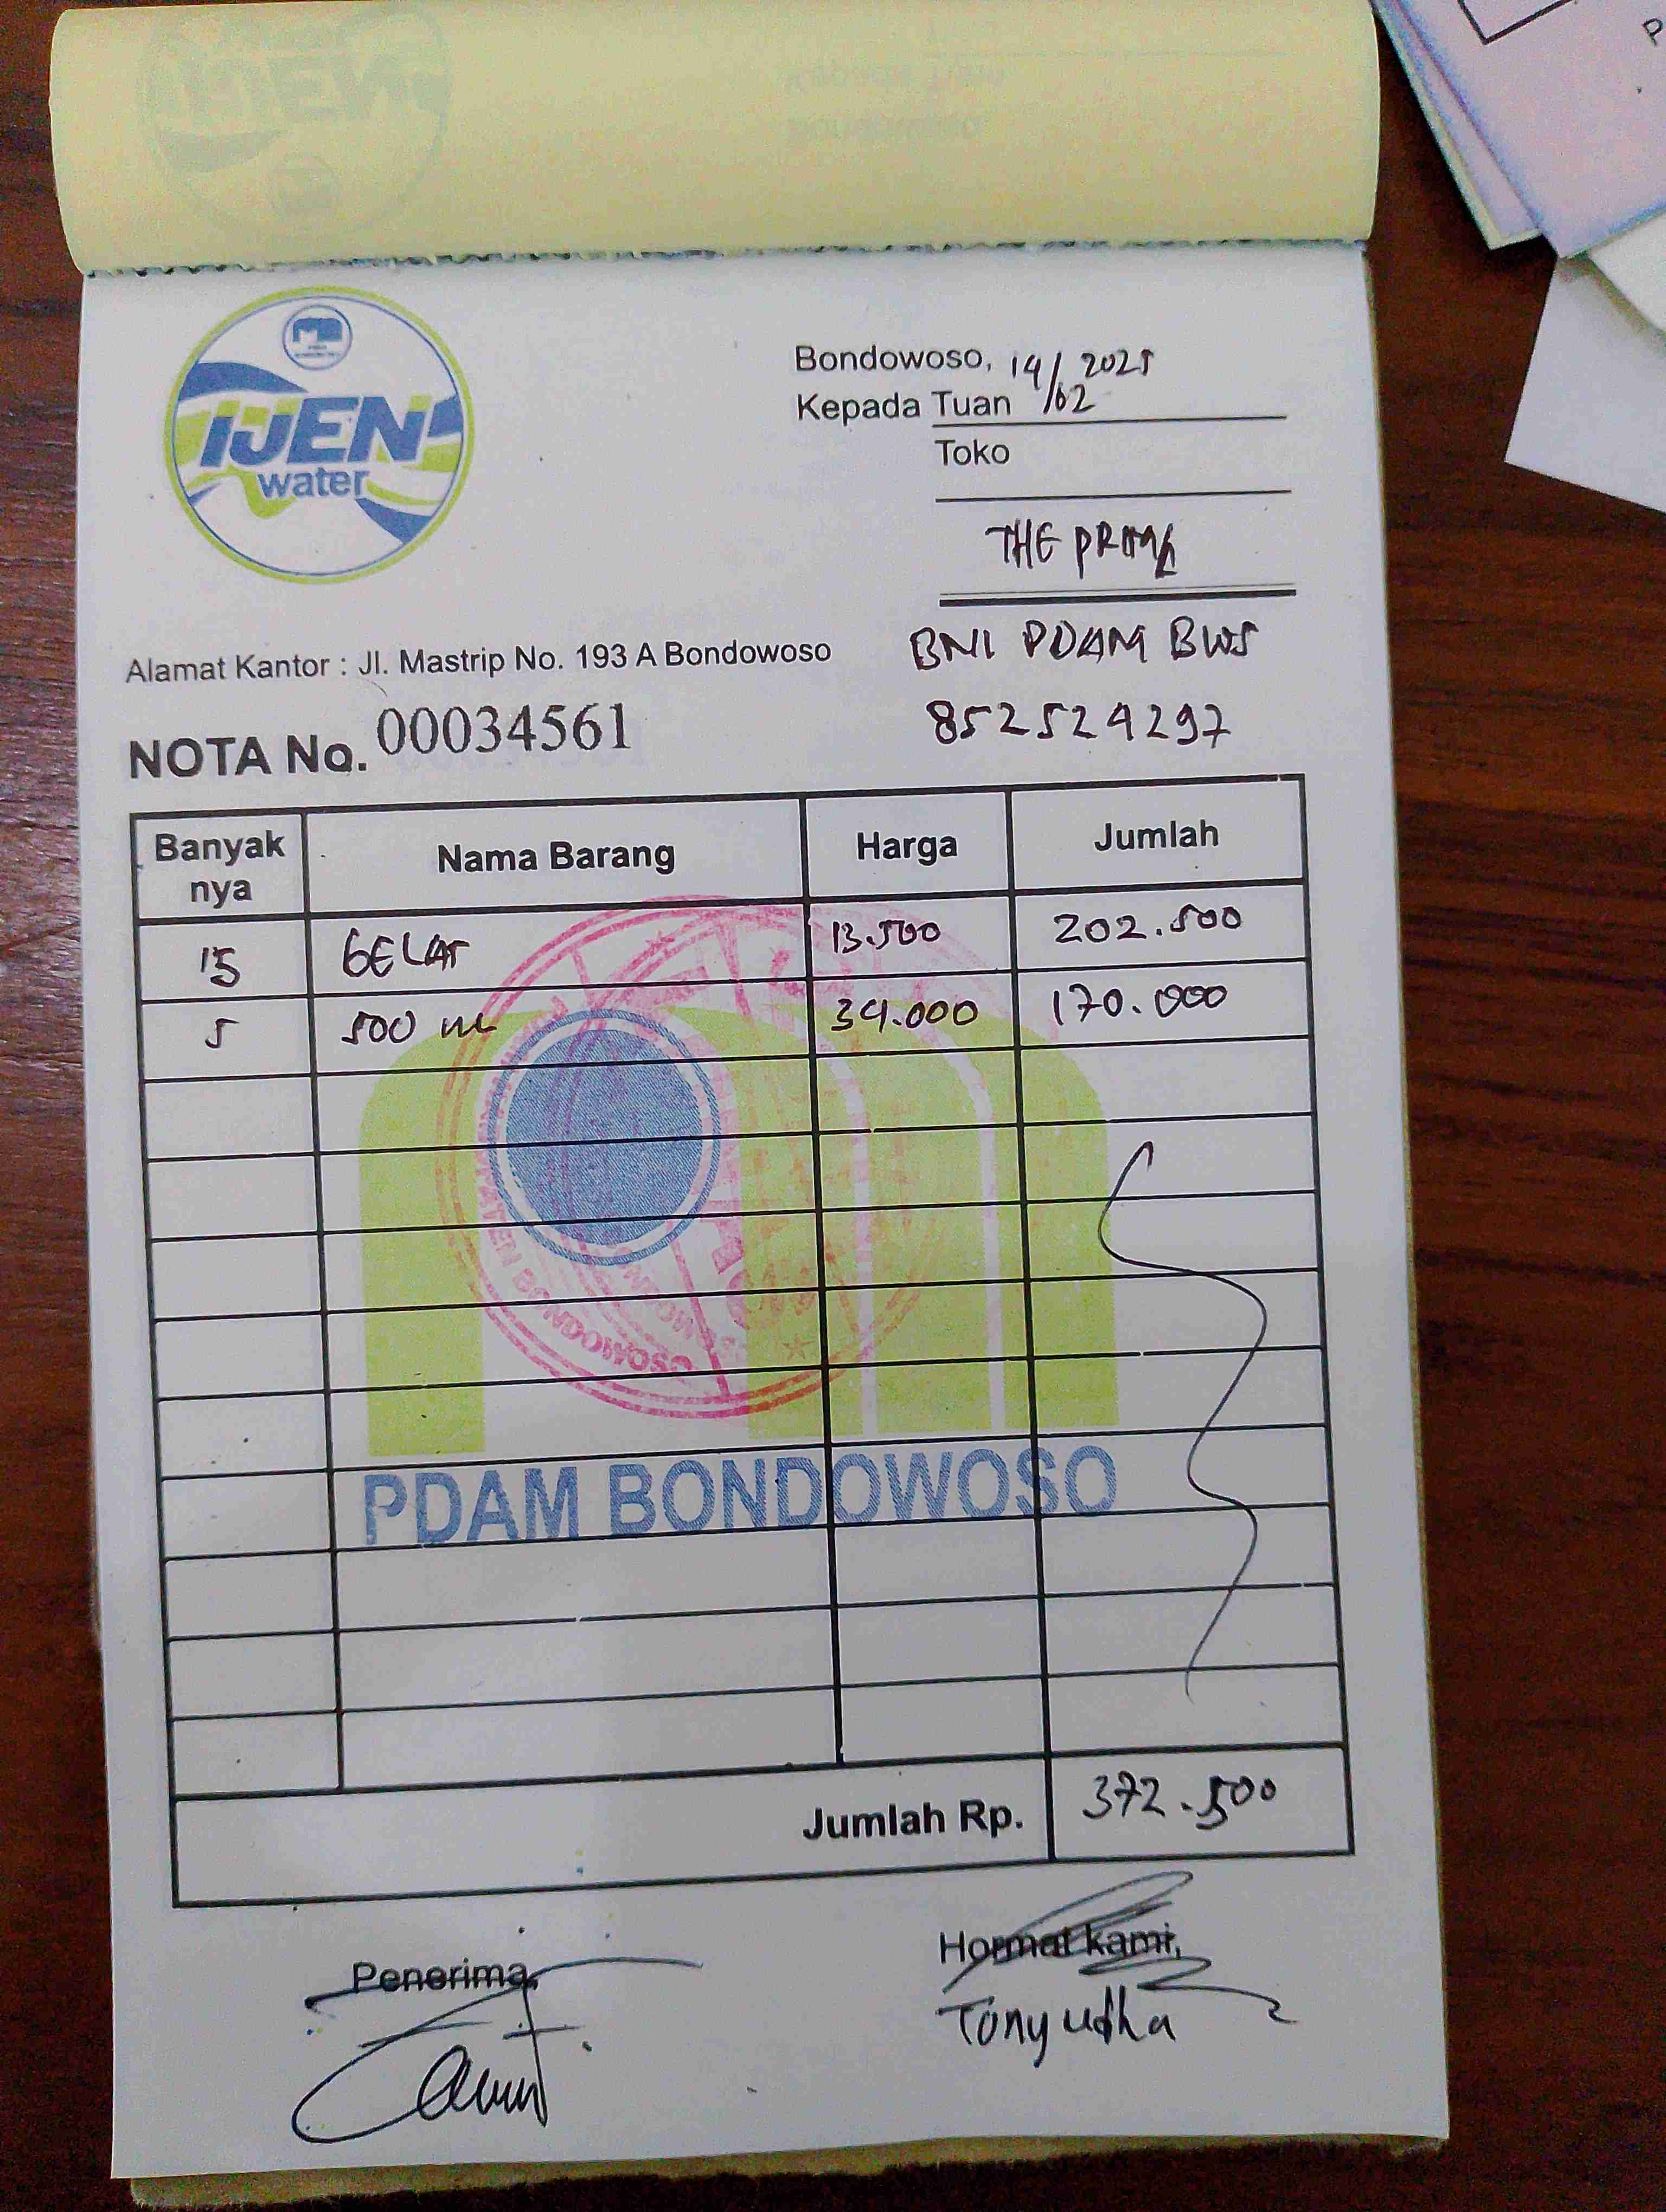 IJEN
water
Bondowoso, 14/02 2025
Kepada Tuan
Toko
THE
Alamat Kantor : Jl. Mastrip No. 193 A Bondowoso
BNI PDAM BWS
NOTA No. 00034561
852524297
Banyak nya Nama Barang Harga Jumlah
15 GELAS 13.500 202.500
5 500 ml 34.000 170.000
BONDOWOSO
PDAM BONDOWOSO
Jumlah Rp. 372.500
Penerima,
Hormat kami,
Tony udha